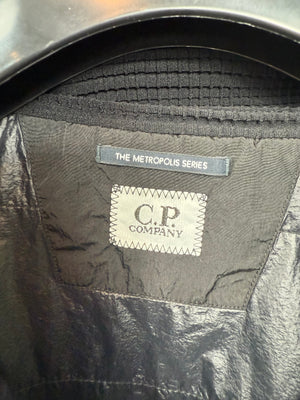 THE METROPOLIS SERIES
C.P.
COMPANY